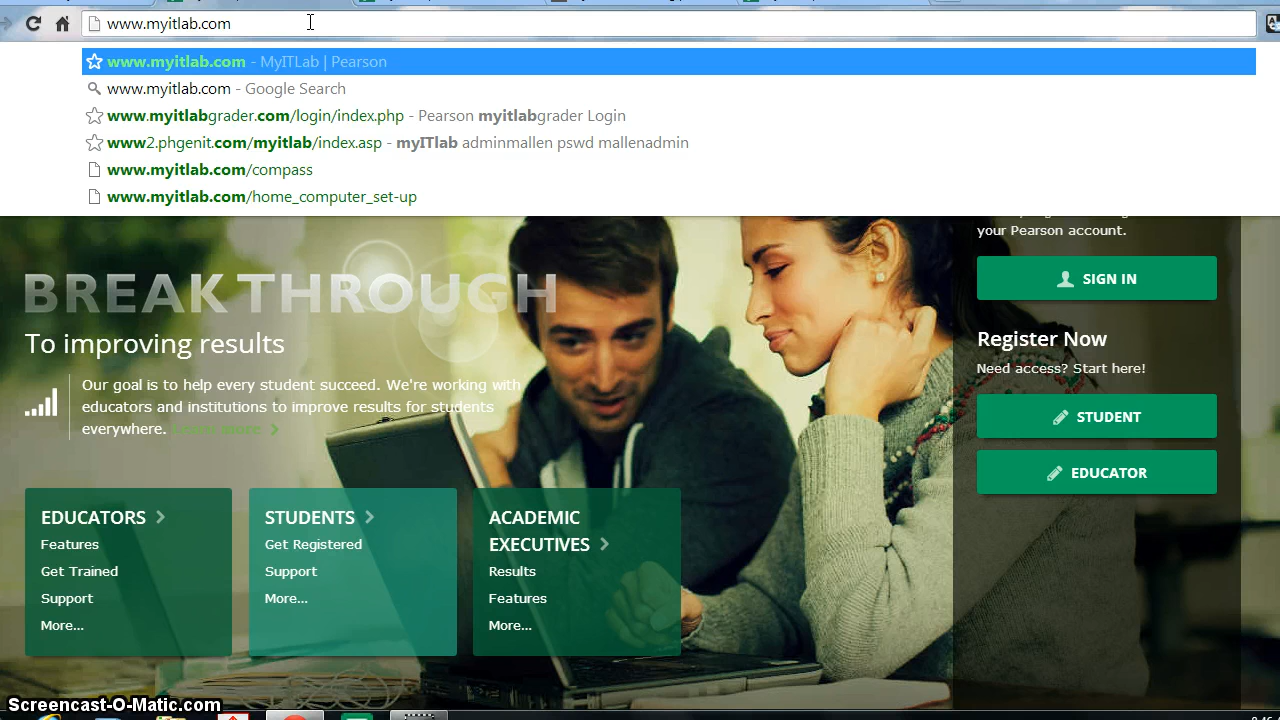 www.myitlab.com
www.myitlab.com - MyITLab | Pearson
www.myitlab.com - Google Search
www.myitlabgrader.com/login/index.php - Pearson myitlabgrader Login
www2.phgenit.com/myitlab/index.asp - myITlab adminmallen pswd mallenadmin
www.myitlab.com/compass
www.myitlab.com/home_computer_set-up
your Pearson account.
SIGN IN
Register Now
Need access? Start here!
STUDENT
EDUCATOR
BREAKTHROUGH
To improving results
Our goal is to help every student succeed. We're working with
educators and institutions to improve results for students
everywhere. Learn more
EDUCATORS
Features
Get Trained
Support
More...
STUDENTS
Get Registered
Support
More...
ACADEMIC
EXECUTIVES
Results
Features
More...
Screencast-O-Matic.com